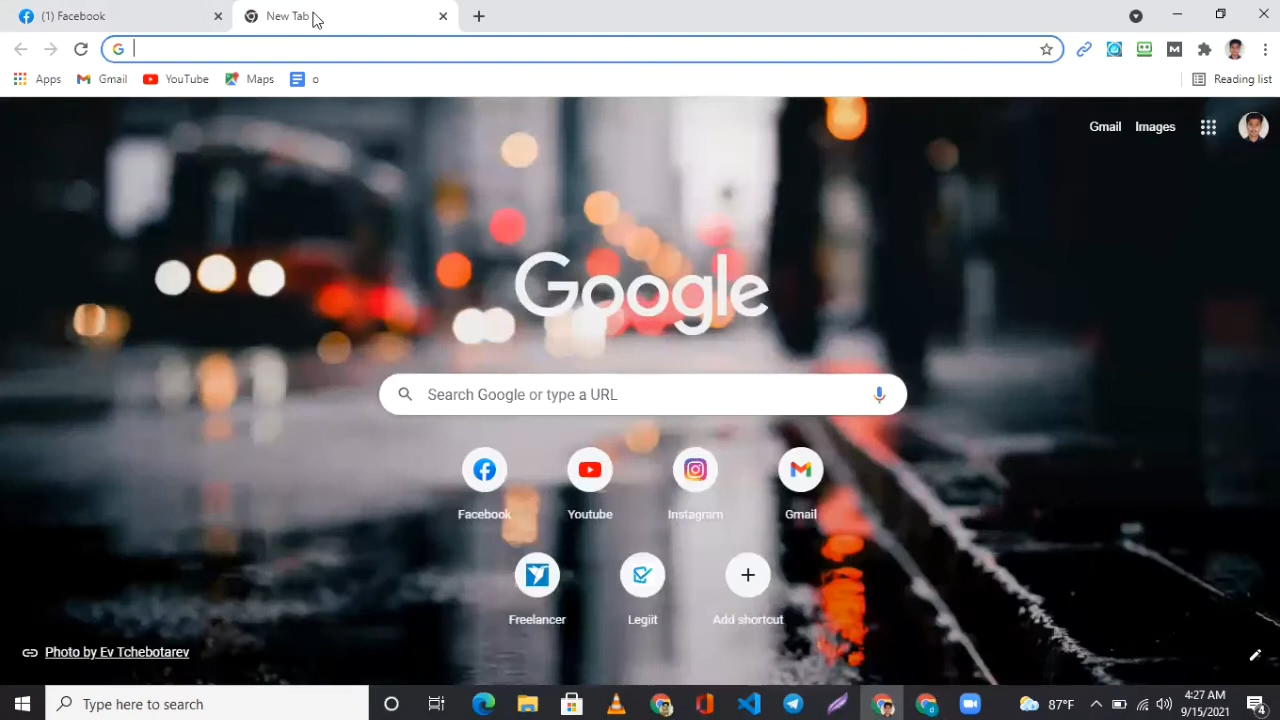 (1) Facebook
New Tab
Apps
Gmail
YouTube
Maps
o
Reading list
Gmail
Images
Google
Search Google or type a URL
Facebook
Youtube
Instagram
Gmail
Freelancer
Legiit
Add shortcut
Photo by Ev Tchebotarev
Type here to search
87°F
4:27 AM
9/15/2021
4